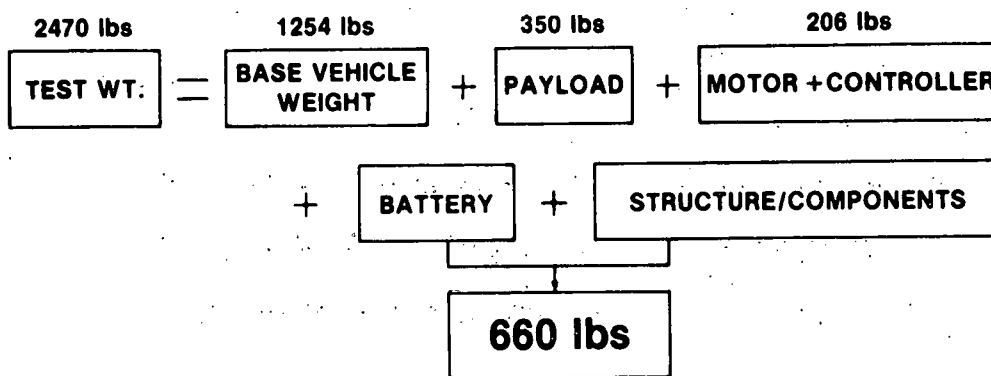 2470 lbs 1254 lbs 350 lbs 206 lbs
TEST WT. = BASE VEHICLE WEIGHT + PAYLOAD + MOTOR + CONTROLLER
+ BATTERY + STRUCTURE/COMPONENTS
660 lbs